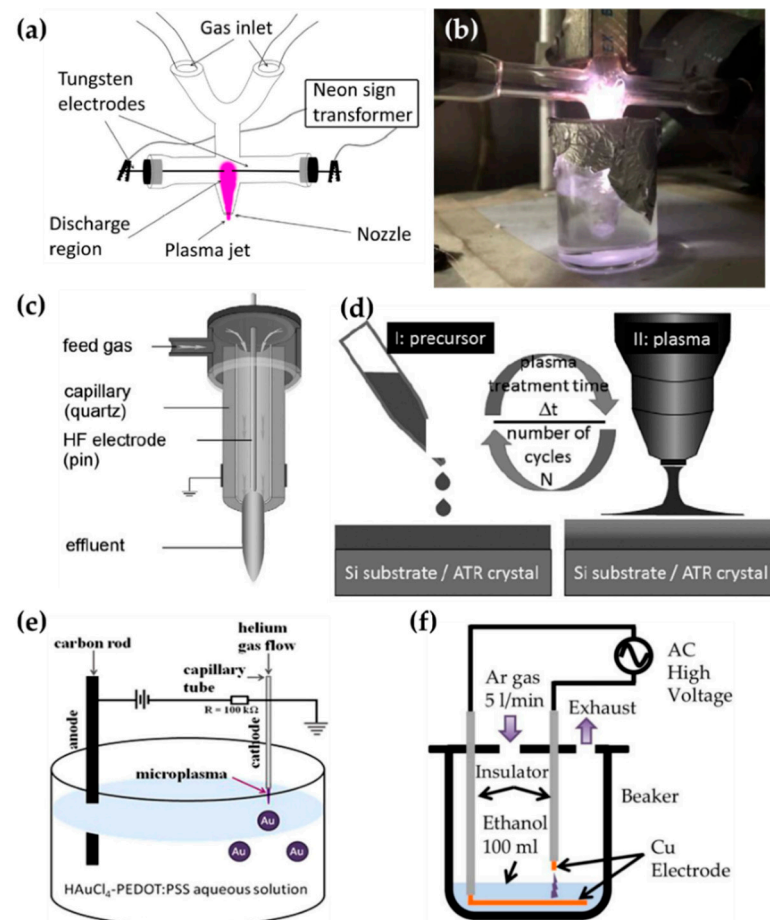 (a)
Gas inlet
Tungsten
electrodes
Neon sign
transformer
Discharge
region
Plasma jet
Nozzle
(b)
(c)
feed gas
capillary
(quartz)
HF electrode
(pin)
effluent
(d)
I: precursor
II: plasma
plasma
treatment time
Δt
number of
cycles
N
Si substrate / ATR crystal
Si substrate / ATR crystal
(e)
carbon rod
helium
gas flow
capillary
tube
R = 100 kΩ
anode
cathode
microplasma
Au
Au
Au
HAuCl₄-PEDOT:PSS aqueous solution
(f)
AC
High
Voltage
Ar gas
5 l/min
Exhaust
Insulator
Beaker
Ethanol
100 ml
Cu
Electrode